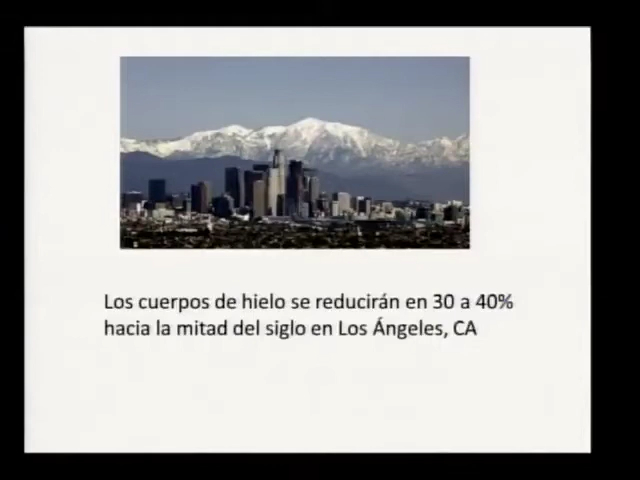 Los cuerpos de hielo se reducirán en 30 a 40%
hacia la mitad del siglo en Los Ángeles, CA